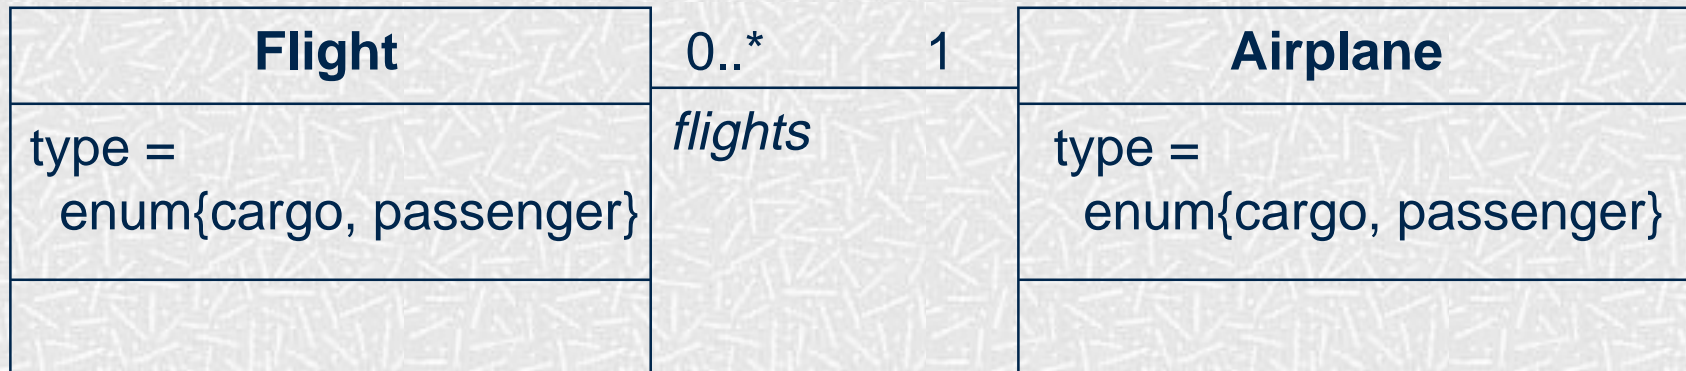 Flight
type =
enum{cargo, passenger}
0..* 1
flights
Airplane
type =
enum{cargo, passenger}